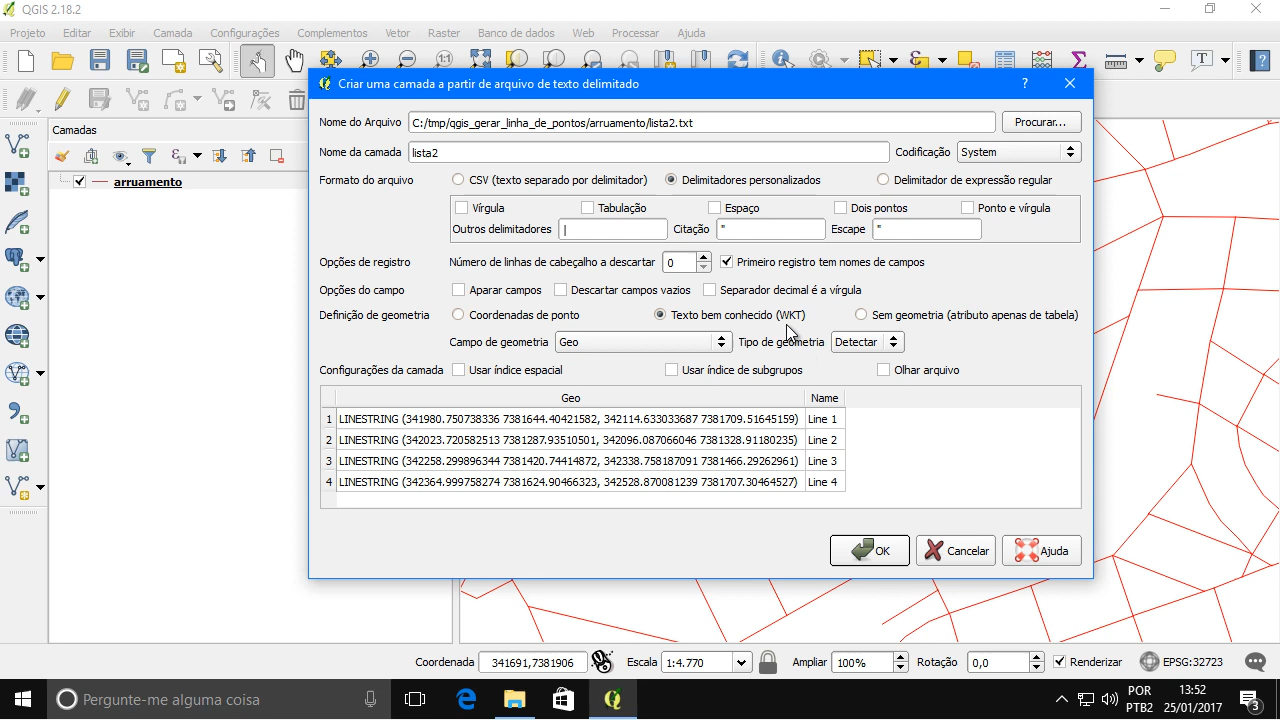 QGIS 2.18.2
Projeto Editar Exibir Camada Configurações Complementos Vetor Raster Banco de dados Web Processar Ajuda
Criar uma camada a partir de arquivo de texto delimitado
Nome do Arquivo C:/tmp/qgis_gerar_linha_de_pontos/arruamento/lista2.txt Procurar...
Camadas
Nome da camada lista2 Codificação System
Formato do arquivo CSV (texto separado por delimitador) Delimitadores personalizados Delimitador de expressão regular
arruamento
Vírgula Tabulação Espaço Dois pontos Ponto e vírgula
Outros delimitadores | Citação " Escape "
Opções de registro Número de linhas de cabeçalho a descartar 0 Primeiro registro tem nomes de campos
Opções do campo Aparar campos Descartar campos vazios Separador decimal é a vírgula
Definição de geometria Coordenadas de ponto Texto bem conhecido (WKT) Sem geometria (atributo apenas de tabela)
Campo de geometria Geo Tipo de geometria Detectar
Configurações da camada Usar índice espacial Usar índice de subgrupos Olhar arquivo
Geo Name
1 LINESTRING (341980.750738336 7381644.40421582, 342114.633033687 7381709.51645159) Line 1
2 LINESTRING (342023.720582513 7381287.93510501, 342096.087066046 7381328.91180235) Line 2
3 LINESTRING (342258.299896344 7381420.74414872, 342338.758187091 7381466.29262961) Line 3
4 LINESTRING (342364.999758274 7381624.90466323, 342528.870081239 7381707.30464527) Line 4
OK Cancelar Ajuda
Coordenada 341691,7381906 Escala 1:4.770 Ampliar 100% Rotação 0,0 Renderizar EPSG:32723
Pergunte-me alguma coisa
POR 13:52
PTB2 25/01/2017 3